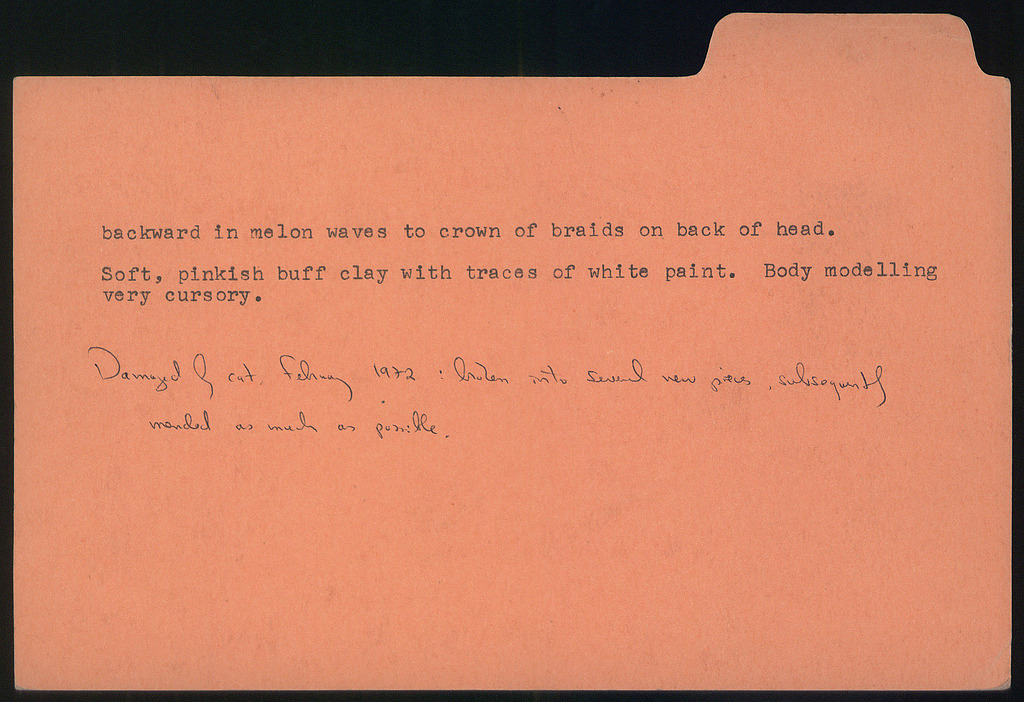 backward in melon waves to crown of braids on back of head.
Soft, pinkish buff clay with traces of white paint.  Body modelling
very cursory.
Damaged by cat, February 1972 : broken into several new pieces, subsequently
mended as much as possible.